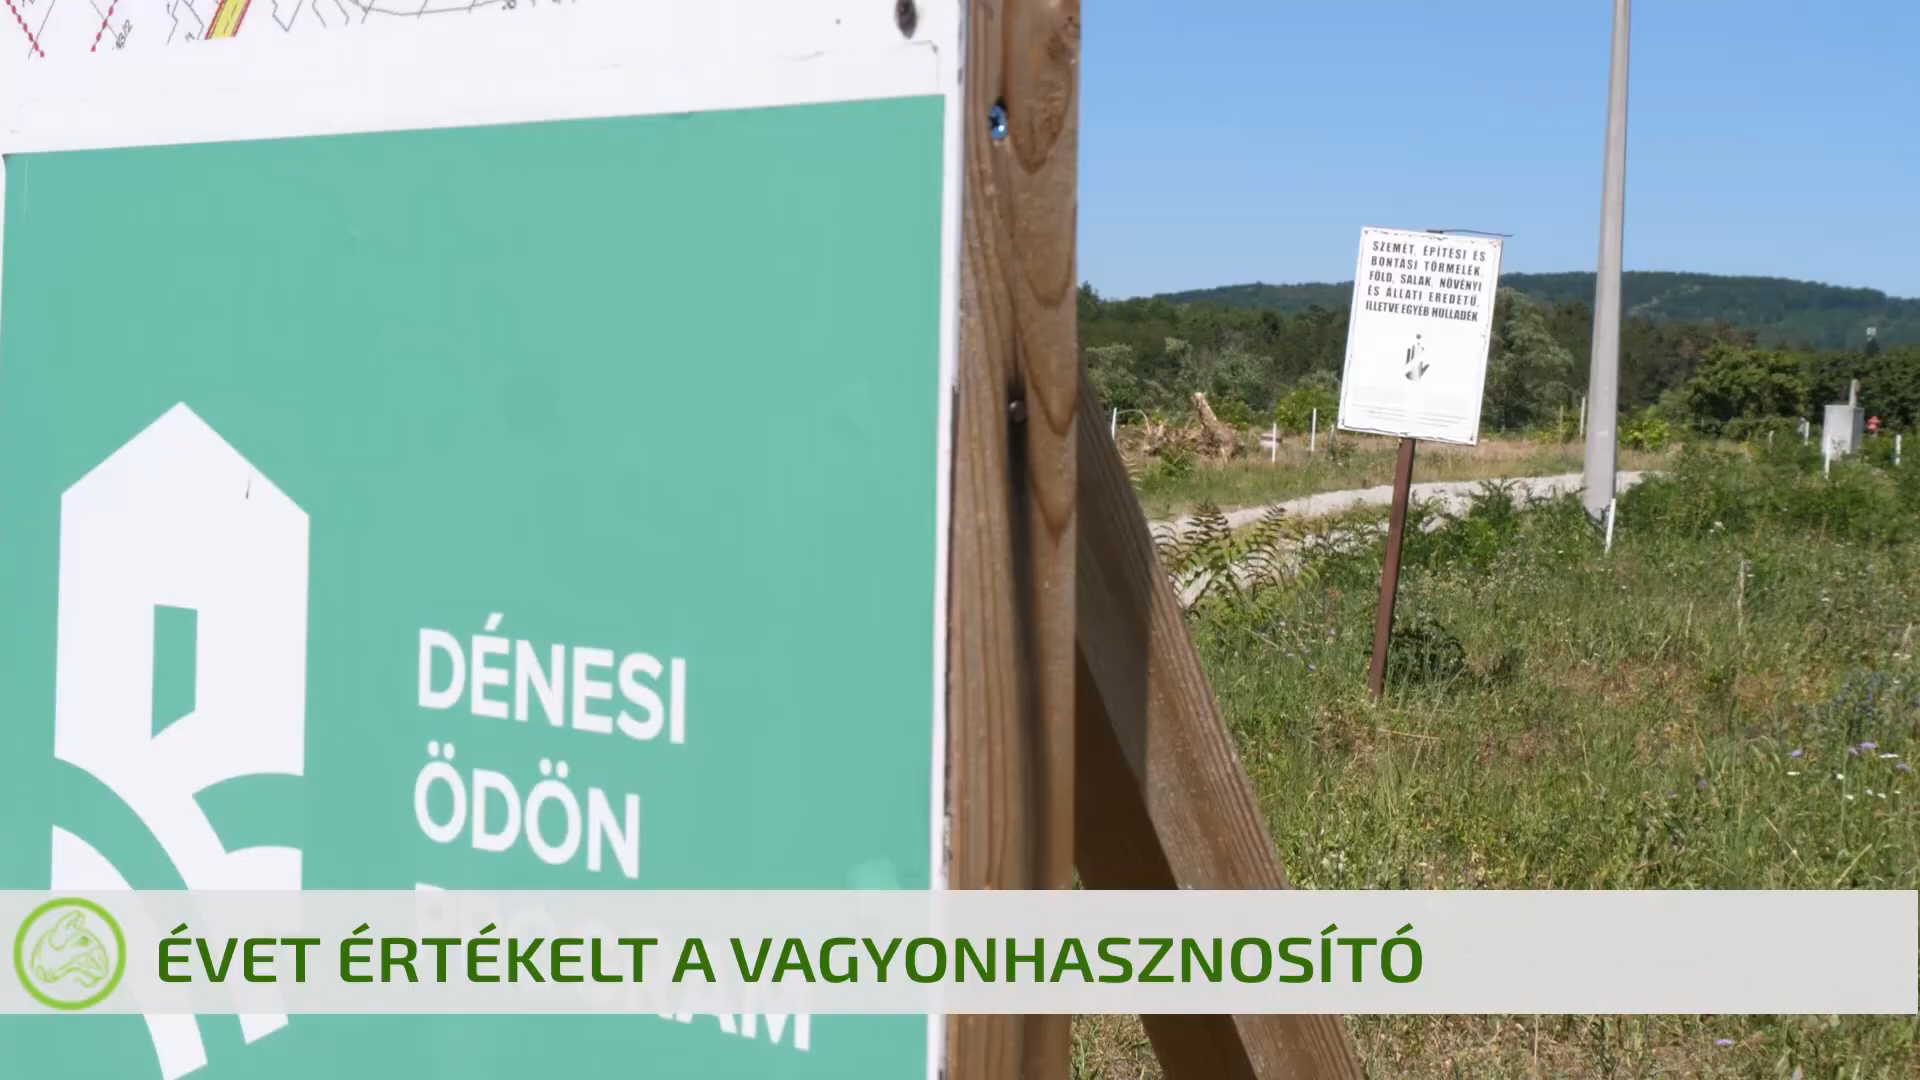 SZEMÉT, ÉPÍTÉSI ÉS
BONTÁSI TÖRMELÉK,
FÖLD, SALAK, NÖVÉNYI
ÉS ÁLLATI EREDETŰ,
ILLETVE EGYÉB HULLADÉK
DÉNESI
ÖDÖN
PROGRAM
ÉVET ÉRTÉKELT A VAGYONHASZNOSÍTÓ